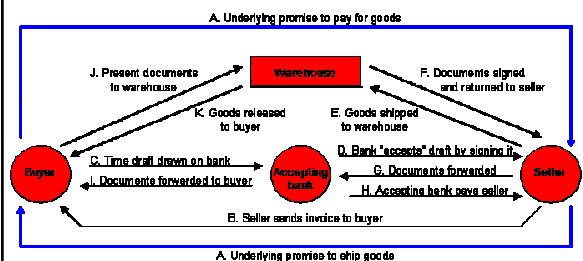 A. Underlying promise to pay for goods
J. Present documents
to warehouse
Warehouse
F. Documents signed
and returned to seller
K. Goods released
to buyer
E. Goods shipped
to warehouse
D. Bank "accepts" draft by signing it
Buyer
C. Time draft drawn on bank
Accepting
bank
G. Documents forwarded
Seller
I. Documents forwerded to buyer
H. Accepting bank pays seller
B. Seller sends invoice to buyer
A. Underlying promise to ship goods